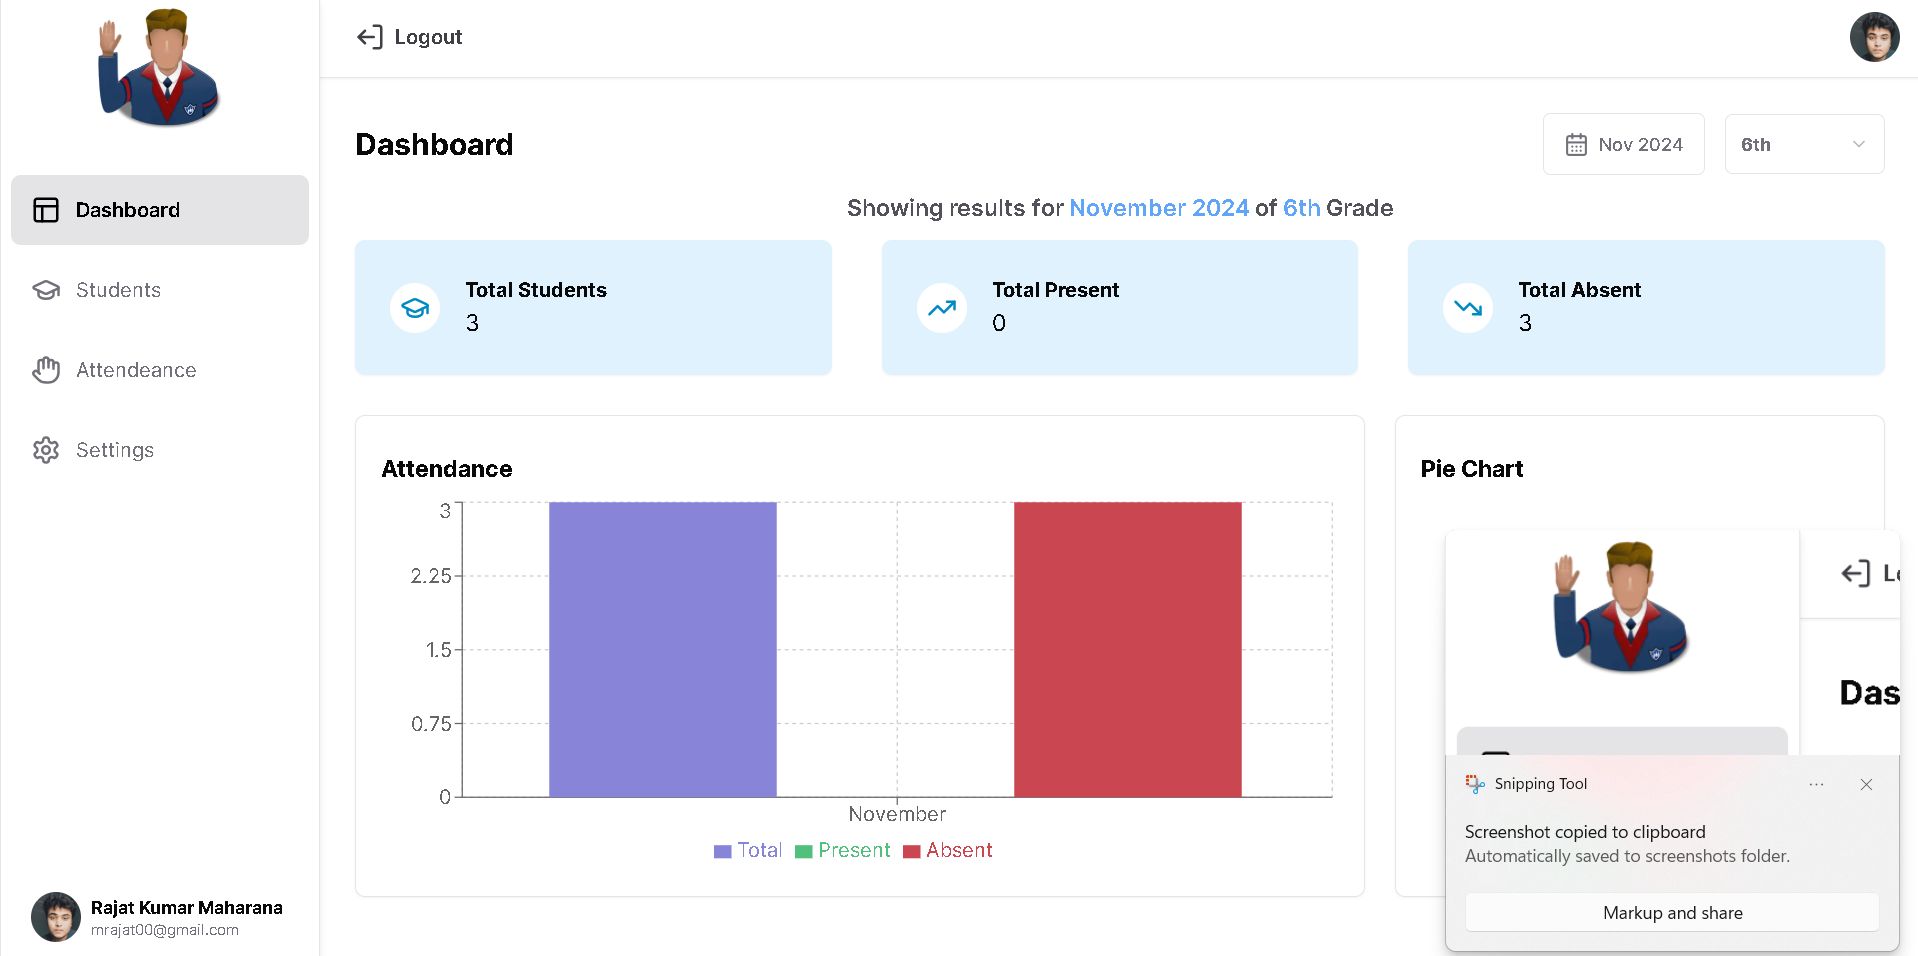 Logout
Dashboard
Students
Attendeance
Settings
Rajat Kumar Maharana
mrajat00@gmail.com
Dashboard
Nov 2024
6th
Showing results for November 2024 of 6th Grade
Total Students
3
Total Present
0
Total Absent
3
Attendance
3
2.25
1.5
0.75
0
November
Total Present Absent
Pie Chart
Snipping Tool
Screenshot copied to clipboard
Automatically saved to screenshots folder.
Markup and share